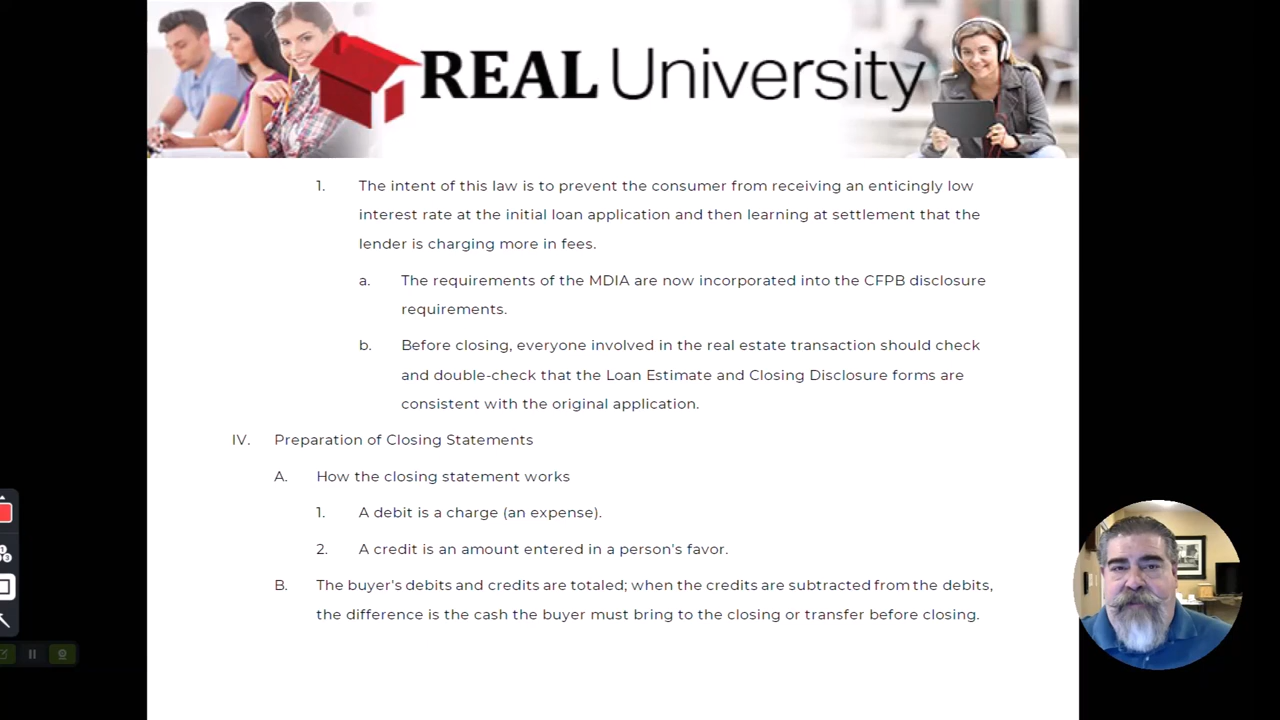 REAL University
1. The intent of this law is to prevent the consumer from receiving an enticingly low
interest rate at the initial loan application and then learning at settlement that the
lender is charging more in fees.
a. The requirements of the MDIA are now incorporated into the CFPB disclosure
requirements.
b. Before closing, everyone involved in the real estate transaction should check
and double-check that the Loan Estimate and Closing Disclosure forms are
consistent with the original application.
IV. Preparation of Closing Statements
A. How the closing statement works
1. A debit is a charge (an expense).
2. A credit is an amount entered in a person's favor.
B. The buyer's debits and credits are totaled; when the credits are subtracted from the debits,
the difference is the cash the buyer must bring to the closing or transfer before closing.